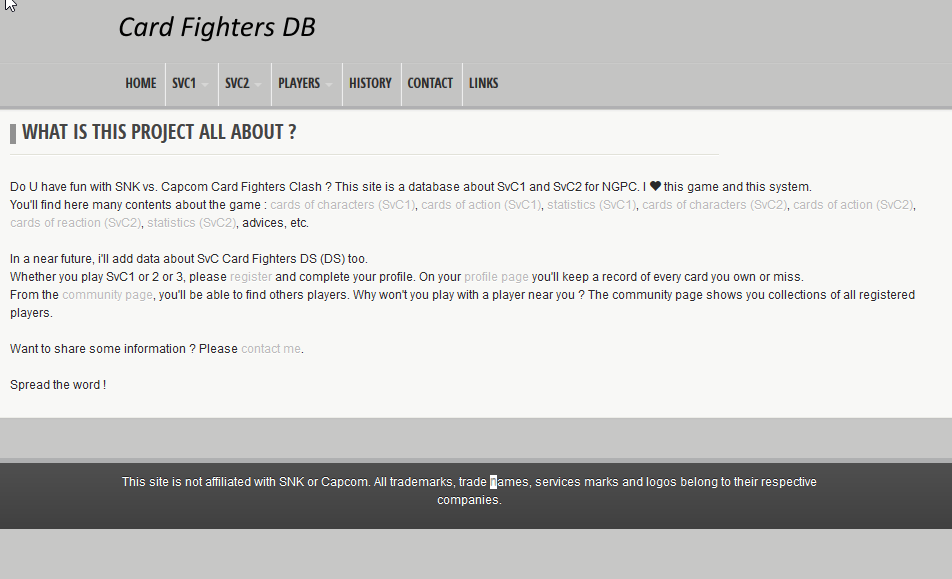 Card Fighters DB
HOME SVC1 SVC2 PLAYERS HISTORY CONTACT LINKS
WHAT IS THIS PROJECT ALL ABOUT ?
Do U have fun with SNK vs. Capcom Card Fighters Clash ? This site is a database about SvC1 and SvC2 for NGPC. I ♥ this game and this system.
You'll find here many contents about the game : cards of characters (SvC1), cards of action (SvC1), statistics (SvC1), cards of characters (SvC2), cards of action (SvC2),
cards of reaction (SvC2), statistics (SvC2), advices, etc.
In a near future, i'll add data about SvC Card Fighters DS (DS) too.
Whether you play SvC1 or 2 or 3, please register and complete your profile. On your profile page you'll keep a record of every card you own or miss.
From the community page, you'll be able to find others players. Why won't you play with a player near you ? The community page shows you collections of all registered
players.
Want to share some information ? Please contact me.
Spread the word !
This site is not affiliated with SNK or Capcom. All trademarks, trade names, services marks and logos belong to their respective
companies.